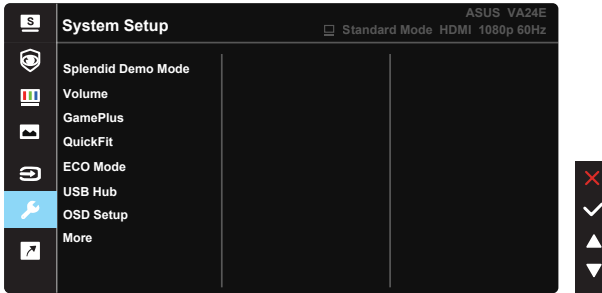 S
System Setup
ASUS VA24E
Standard Mode HDMI 1080p 60Hz
Splendid Demo Mode
Volume
GamePlus
QuickFit
ECO Mode
USB Hub
OSD Setup
More